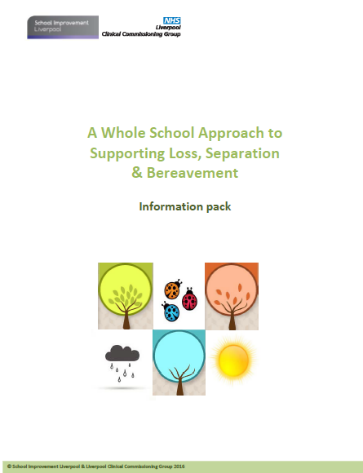 School Improvement
Liverpool
NHS
Liverpool
Clinical Commissioning Group
A Whole School Approach to
Supporting Loss, Separation
& Bereavement
Information pack
© School Improvement Liverpool & Liverpool Clinical Commissioning Group 2016